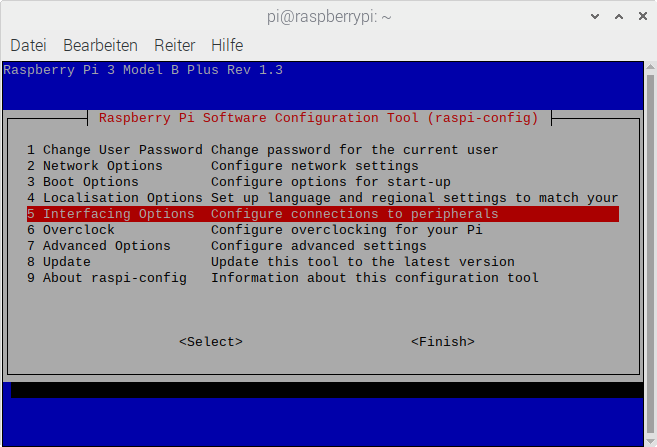 pi@raspberrypi: ~
Datei Bearbeiten Reiter Hilfe
Raspberry Pi 3 Model B Plus Rev 1.3
Raspberry Pi Software Configuration Tool (raspi-config)
1 Change User Password Change password for the current user
2 Network Options Configure network settings
3 Boot Options Configure options for start-up
4 Localisation Options Set up language and regional settings to match your
5 Interfacing Options Configure connections to peripherals
6 Overclock Configure overclocking for your Pi
7 Advanced Options Configure advanced settings
8 Update Update this tool to the latest version
9 About raspi-config Information about this configuration tool
<Select> <Finish>